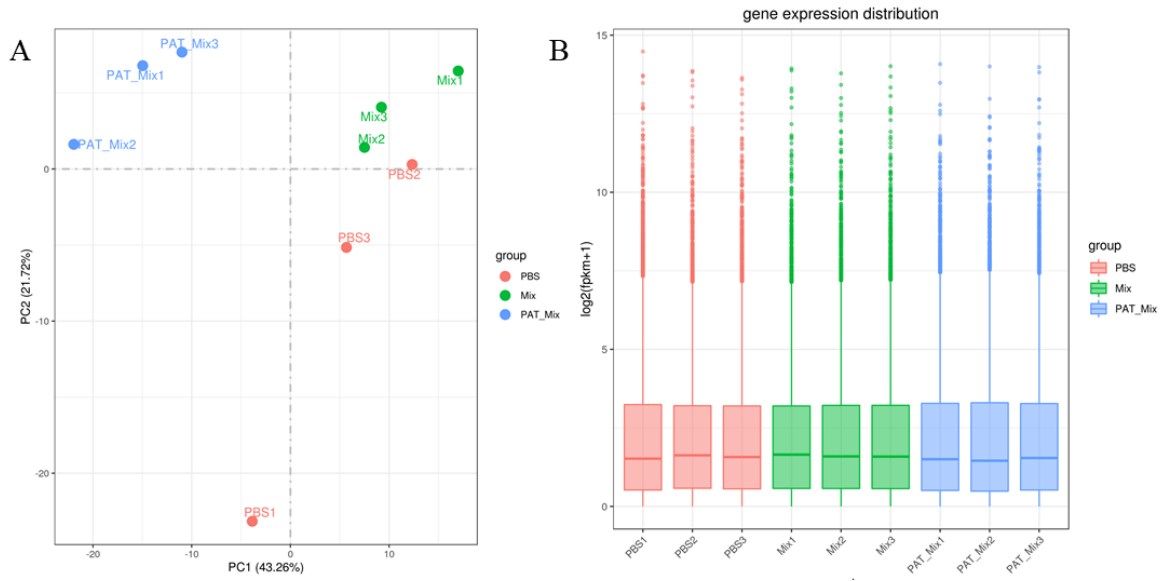 A
PAT_Mix3
PAT_Mix1
PAT_Mix2
Mix1
Mix3
Mix2
PBS2
PBS3
PBS1
0
-10
-20
-20
-10
0
10
PC1 (43.26%)
PC2 (21.72%)
group
PBS
Mix
PAT_Mix
B
gene expression distribution
15
10
5
0
log2(fpkm+1)
PBS1
PBS2
PBS3
Mix1
Mix2
Mix3
PAT_Mix1
PAT_Mix2
PAT_Mix3
group
PBS
Mix
PAT_Mix